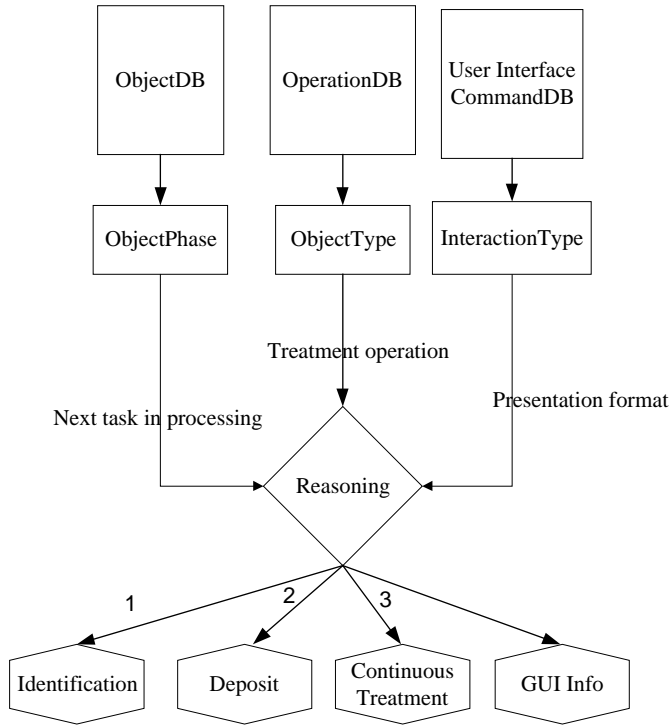 ObjectDB
OperationDB
User Interface
CommandDB
ObjectPhase
ObjectType
InteractionType
Treatment operation
Presentation format
Next task in processing
Reasoning
1
2
3
Identification
Deposit
Continuous
Treatment
GUI Info